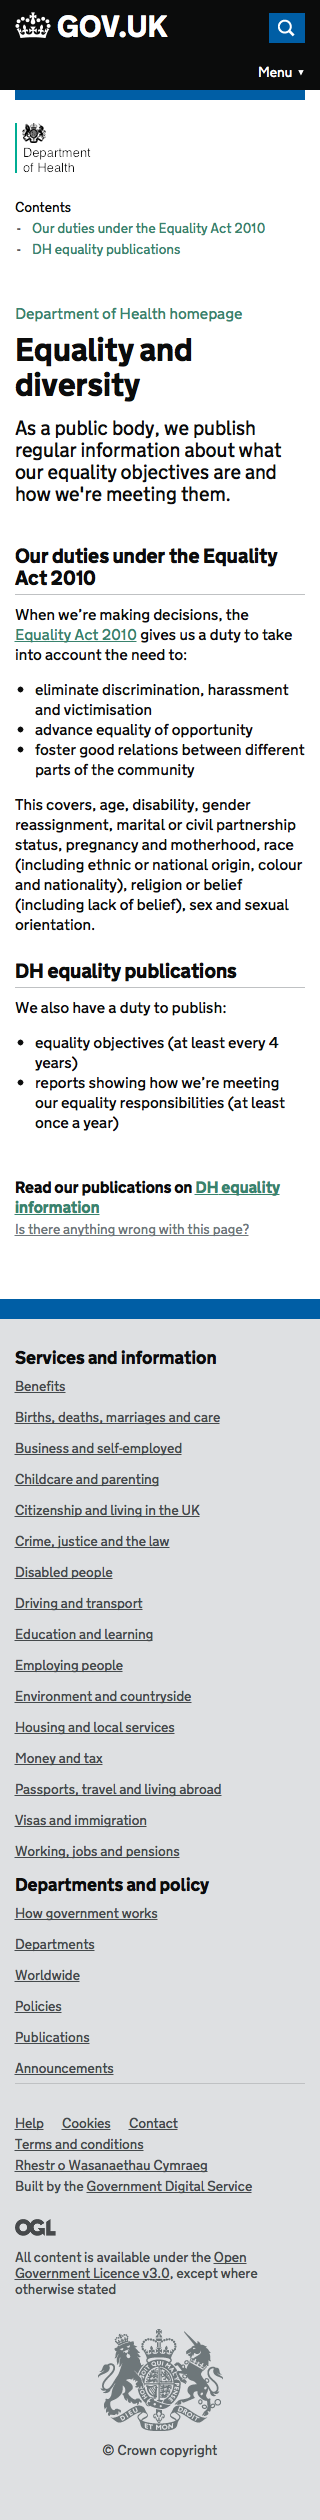 GOV.UK
Menu ▼
Department
of Health
Contents
- Our duties under the Equality Act 2010
- DH equality publications
Department of Health homepage
Equality and
diversity
As a public body, we publish
regular information about what
our equality objectives are and
how we're meeting them.
Our duties under the Equality
Act 2010
When we’re making decisions, the
Equality Act 2010 gives us a duty to take
into account the need to:
• eliminate discrimination, harassment
and victimisation
• advance equality of opportunity
• foster good relations between different
parts of the community
This covers, age, disability, gender
reassignment, marital or civil partnership
status, pregnancy and motherhood, race
(including ethnic or national origin, colour
and nationality), religion or belief
(including lack of belief), sex and sexual
orientation.
DH equality publications
We also have a duty to publish:
• equality objectives (at least every 4
years)
• reports showing how we’re meeting
our equality responsibilities (at least
once a year)
Read our publications on DH equality
information
Is there anything wrong with this page?
Services and information
Benefits
Births, deaths, marriages and care
Business and self-employed
Childcare and parenting
Citizenship and living in the UK
Crime, justice and the law
Disabled people
Driving and transport
Education and learning
Employing people
Environment and countryside
Housing and local services
Money and tax
Passports, travel and living abroad
Visas and immigration
Working, jobs and pensions
Departments and policy
How government works
Departments
Worldwide
Policies
Publications
Announcements
Help Cookies Contact
Terms and conditions
Rhestr o Wasanaethau Cymraeg
Built by the Government Digital Service
OGL
All content is available under the Open
Government Licence v3.0, except where
otherwise stated
DIEU ET MON DROIT
© Crown copyright